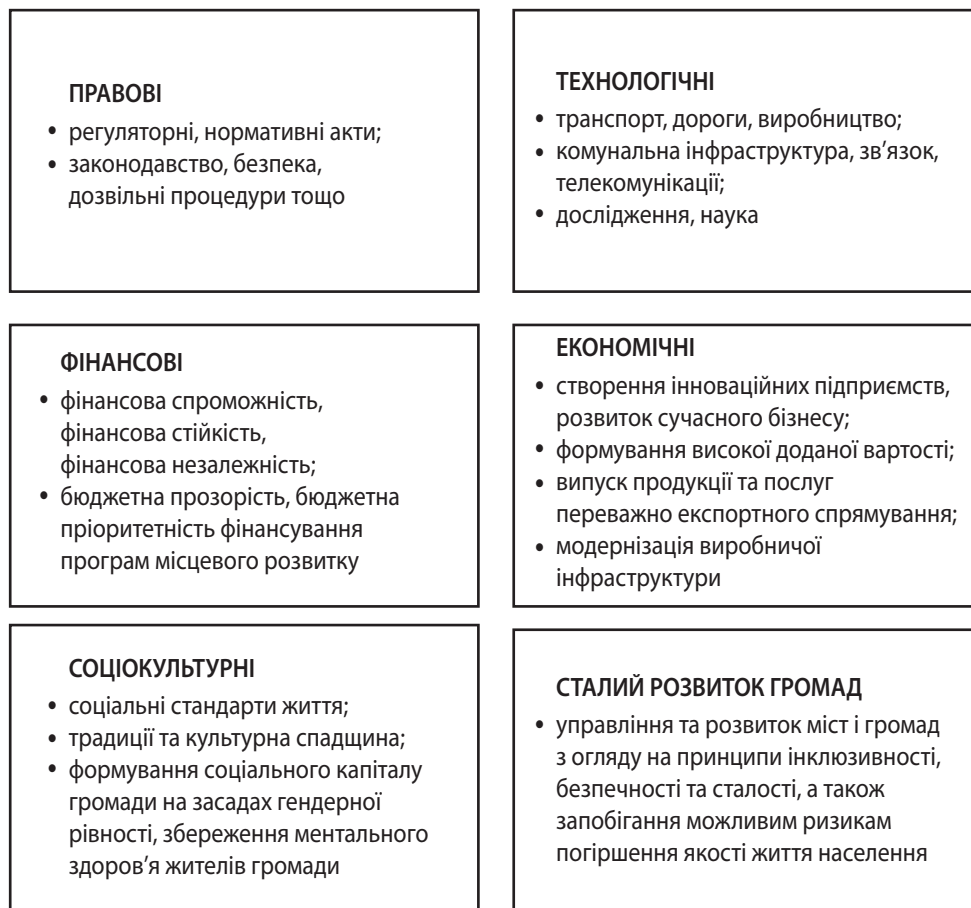 ПРАВОВІ
• регуляторні, нормативні акти;
• законодавство, безпека,
дозвільні процедури тощо
ТЕХНОЛОГІЧНІ
• транспорт, дороги, виробництво;
• комунальна інфраструктура, зв’язок,
телекомунікації;
• дослідження, наука
ФІНАНСОВІ
• фінансова спроможність,
фінансова стійкість,
фінансова незалежність;
• бюджетна прозорість, бюджетна
пріоритетність фінансування
програм місцевого розвитку
ЕКОНОМІЧНІ
• створення інноваційних підприємств,
розвиток сучасного бізнесу;
• формування високої доданої вартості;
• випуск продукції та послуг
переважно експортного спрямування;
• модернізація виробничої
інфраструктури
СОЦІОКУЛЬТУРНІ
• соціальні стандарти життя;
• традиції та культурна спадщина;
• формування соціального капіталу
громади на засадах гендерної
рівності, збереження ментального
здоров’я жителів громади
СТАЛИЙ РОЗВИТОК ГРОМАД
• управління та розвиток міст і громад
з огляду на принципи інклюзивності,
безпечності та сталості, а також
запобігання можливим ризикам
погіршення якості життя населення